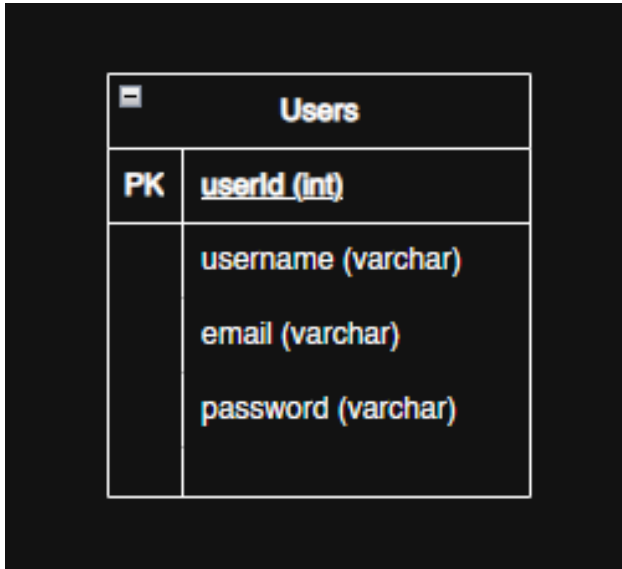 Users
PK userId (int)
username (varchar)
email (varchar)
password (varchar)